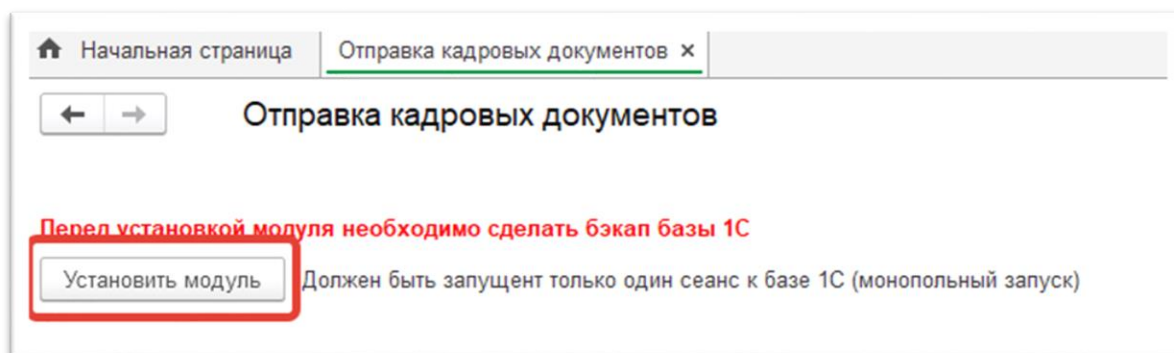 Начальная страница
Отправка кадровых документов ×
Отправка кадровых документов
Перед установкой модуля необходимо сделать бэкап базы 1С
Установить модуль
Должен быть запущент только один сеанс к базе 1С (монопольный запуск)